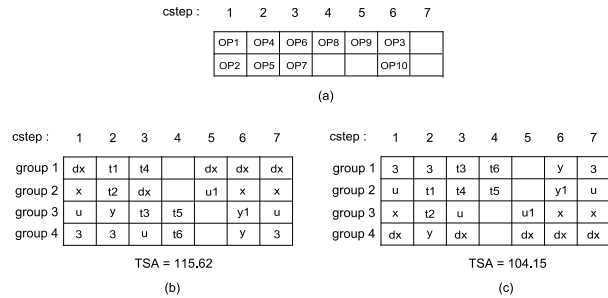 cstep : 1 2 3 4 5 6 7
OP1 OP4 OP6 OP8 OP9 OP3
OP2 OP5 OP7 OP10
(a)
cstep : 1 2 3 4 5 6 7
group 1 dx t1 t4 dx dx dx
group 2 x t2 dx u1 x x
group 3 u y t3 t5 y1 u
group 4 3 3 u t6 y 3
TSA = 115.62
(b)
cstep : 1 2 3 4 5 6 7
group 1 3 3 t3 t6 y 3
group 2 u t1 t4 t5 y1 u
group 3 x t2 u u1 x x
group 4 dx y dx dx dx dx
TSA = 104.15
(c)